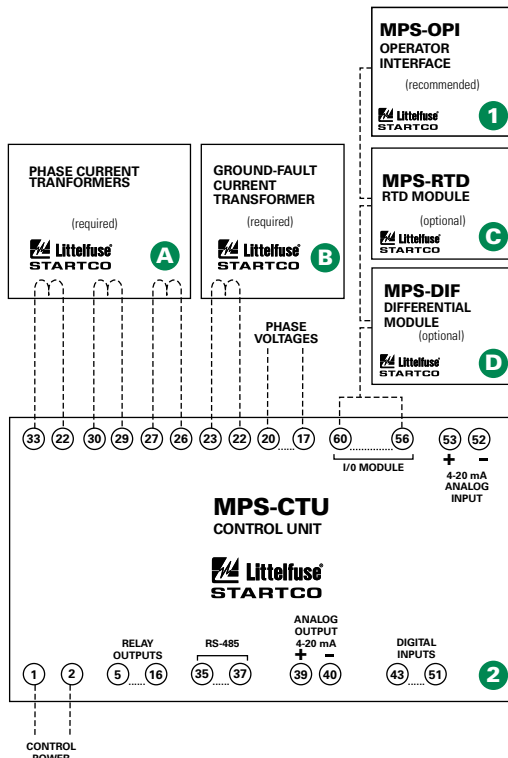 MPS-OPI
OPERATOR
INTERFACE
(recommended)
Littelfuse®
STARTCO
1
PHASE CURRENT
TRANFORMERS
(required)
Littelfuse®
STARTCO
A
GROUND-FAULT
CURRENT
TRANSFORMER
(required)
Littelfuse®
STARTCO
B
MPS-RTD
RTD MODULE
(optional)
Littelfuse®
STARTCO
C
MPS-DIF
DIFFERENTIAL
MODULE
(optional)
Littelfuse®
STARTCO
D
PHASE
VOLTAGES
33 22 30 29 27 26 23 22 20 ...... 17 60 ............ 56 53 52
I/0 MODULE
+ –
4-20 mA
ANALOG
INPUT
MPS-CTU
CONTROL UNIT
Littelfuse®
STARTCO
RELAY
OUTPUTS
RS-485
ANALOG
OUTPUT
4-20 mA
+ –
DIGITAL
INPUTS
1 2 5 ...... 16 35 ...... 37 39 40 43 ...... 51
2
CONTROL
POWER